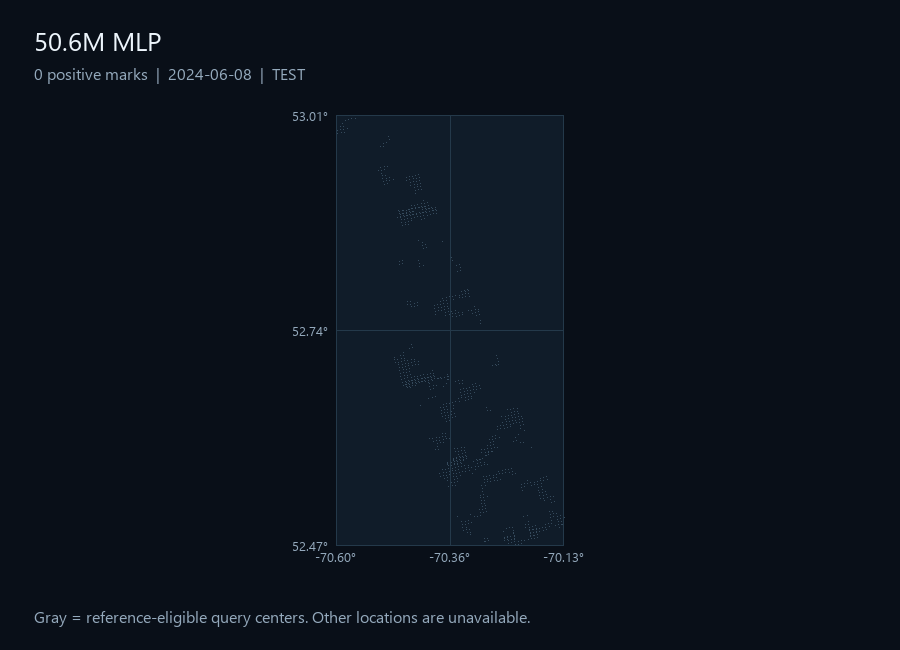 50.6M MLP
0 positive marks | 2024-06-08 | TEST
53.01°
52.74°
52.47°
-70.60° -70.36° -70.13°
Gray = reference-eligible query centers. Other locations are unavailable.